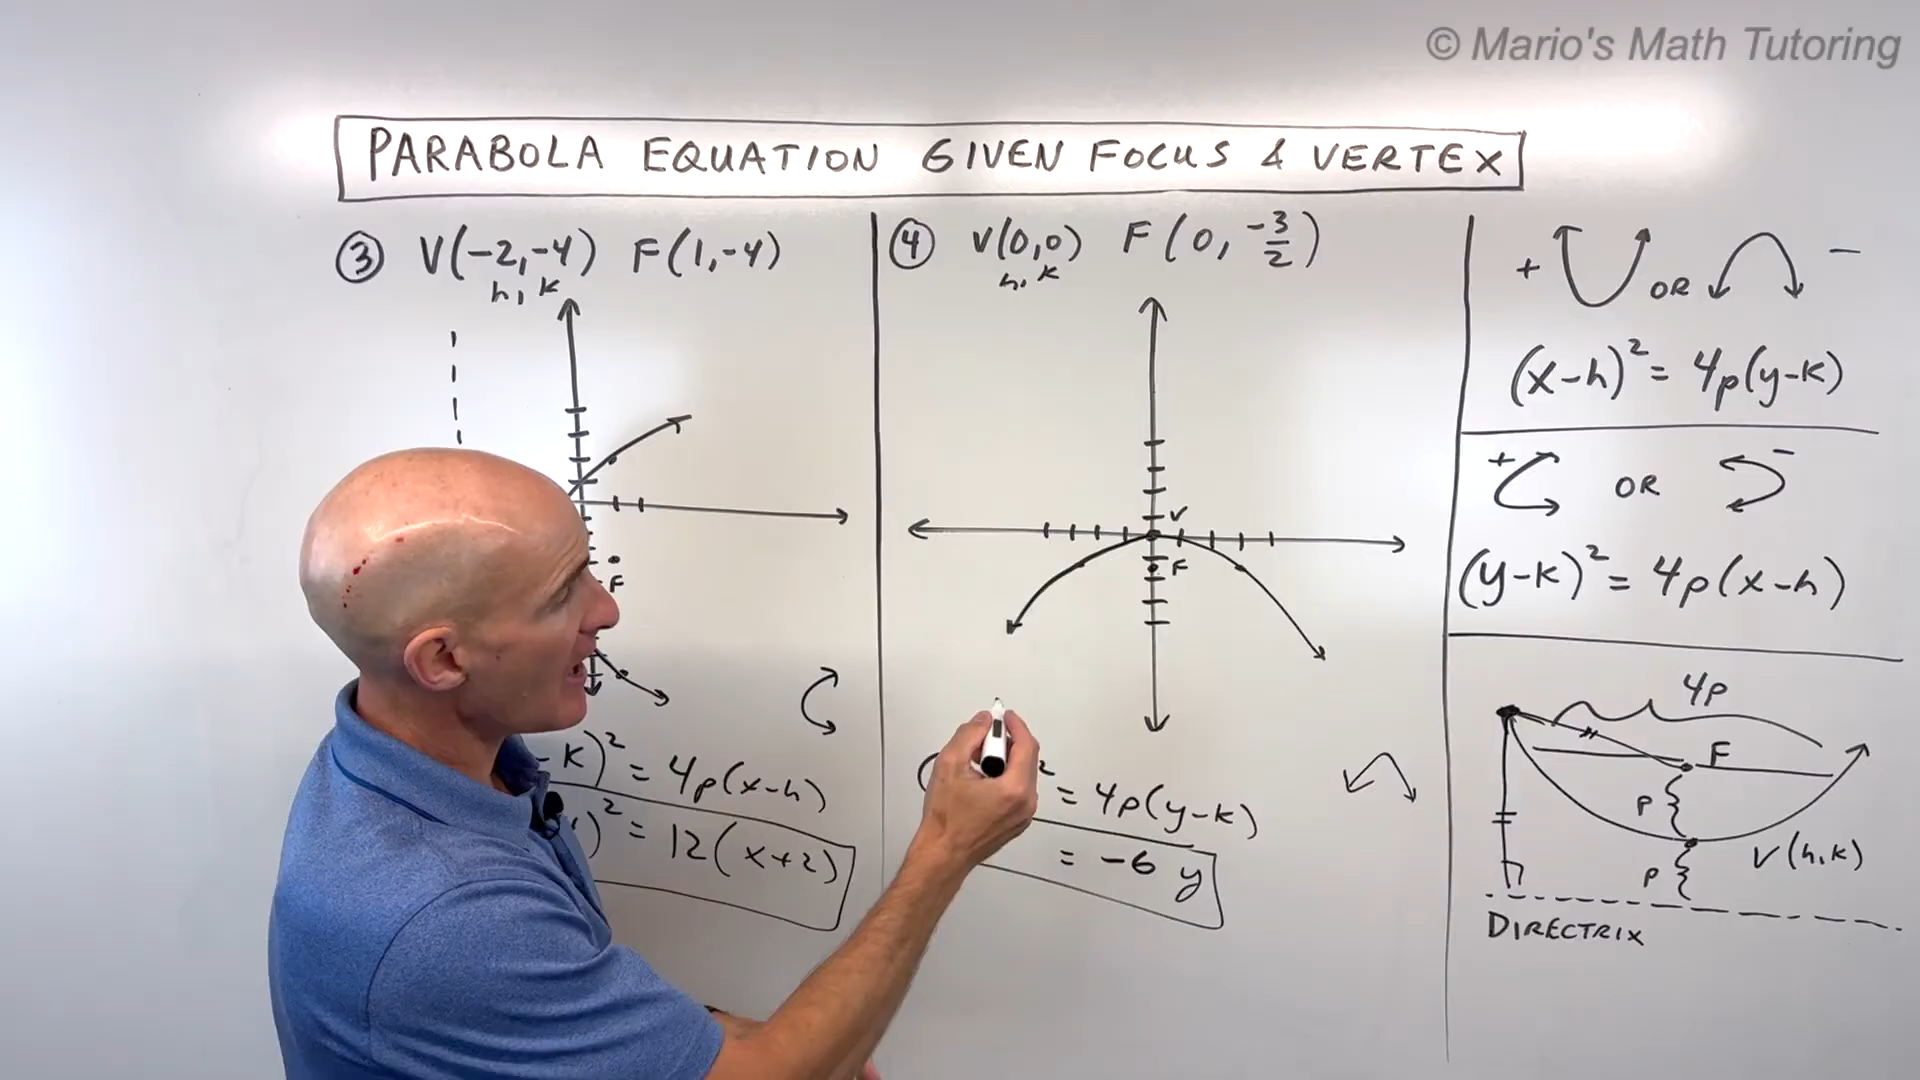 © Mario's Math Tutoring
PARABOLA EQUATION GIVEN FOCUS & VERTEX
③ V(-2,-4) F(1,-4)
h, k
F
-k)² = 4p(x-h)
)² = 12(x+2)
④ V(0,0) F(0, -3/2)
h, k
V
F
² = 4p(y-k)
= -6 y
+ OR -
(x-h)² = 4p(y-k)
+ OR -
(y-k)² = 4p(x-h)
4p
F
P
V(h,k)
P
DIRECTRIX